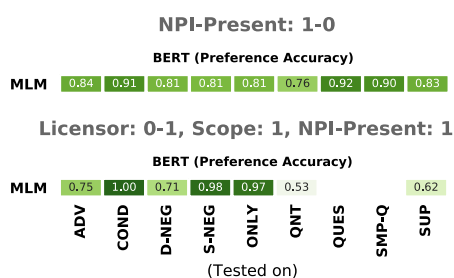 NPI-Present: 1-0
BERT (Preference Accuracy)
MLM 0.84 0.91 0.81 0.81 0.81 0.76 0.92 0.90 0.83
Licensor: 0-1, Scope: 1, NPI-Present: 1
BERT (Preference Accuracy)
MLM 0.75 1.00 0.71 0.98 0.97 0.53 0.62
ADV COND D-NEG S-NEG ONLY QNT QUES SMP-Q SUP
(Tested on)